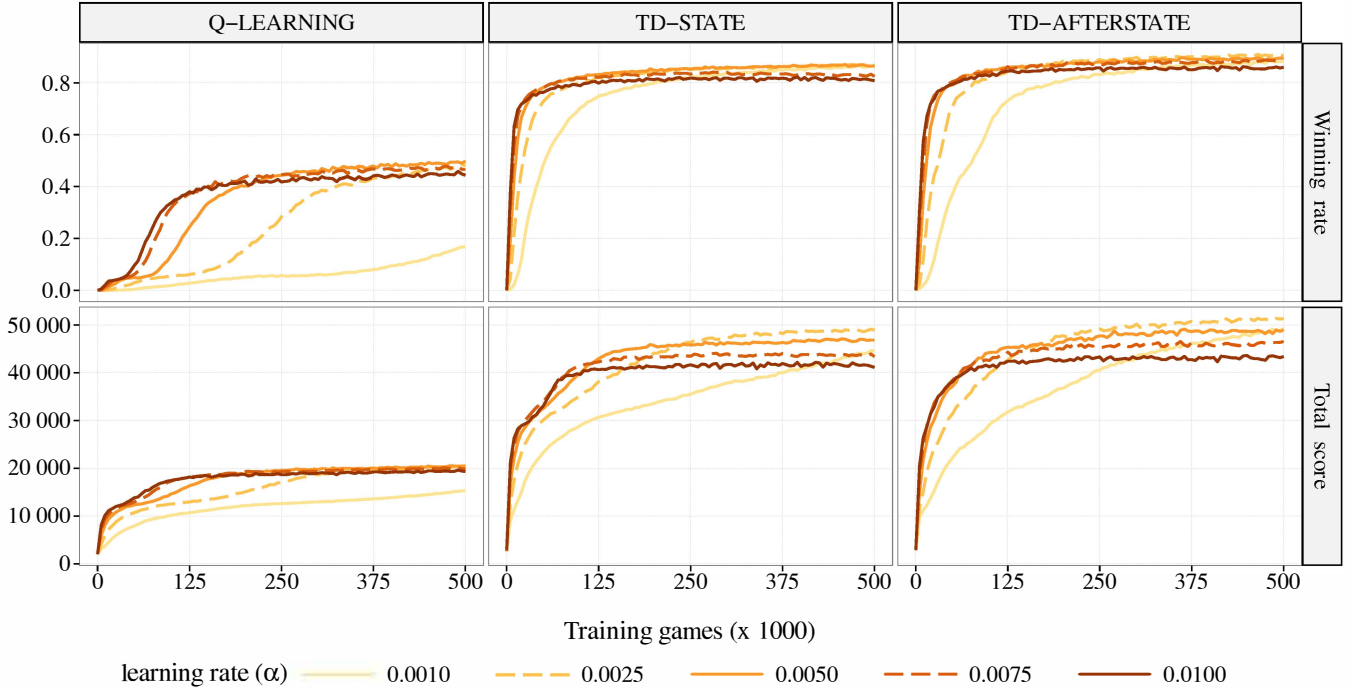 Q−LEARNING TD−STATE TD−AFTERSTATE
0.8
0.6
0.4
0.2
0.0
Winning rate
50 000
40 000
30 000
20 000
10 000
0
Total score
0 125 250 375 500 0 125 250 375 500 0 125 250 375 500
Training games (x 1000)
learning rate (α) 0.0010 0.0025 0.0050 0.0075 0.0100